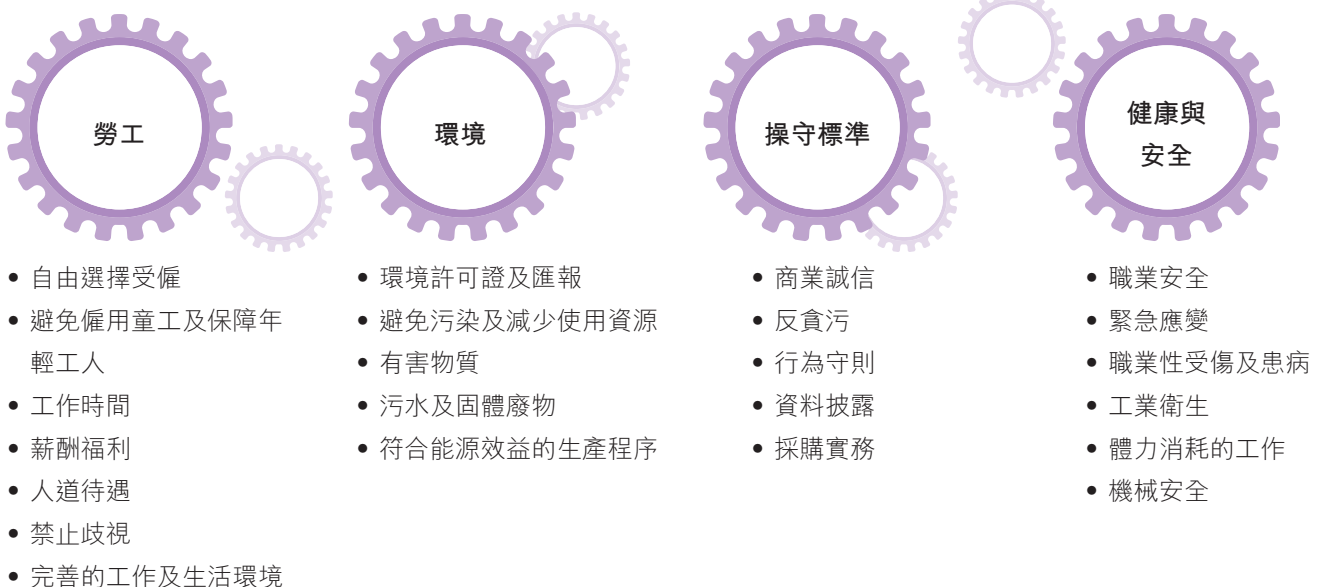 勞工
• 自由選擇受僱
• 避免僱用童工及保障年
輕工人
• 工作時間
• 薪酬福利
• 人道待遇
• 禁止歧視
• 完善的工作及生活環境
環境
• 環境許可證及匯報
• 避免污染及減少使用資源
• 有害物質
• 污水及固體廢物
• 符合能源效益的生產程序
操守標準
• 商業誠信
• 反貪污
• 行為守則
• 資料披露
• 採購實務
健康與
安全
• 職業安全
• 緊急應變
• 職業性受傷及患病
• 工業衛生
• 體力消耗的工作
• 機械安全